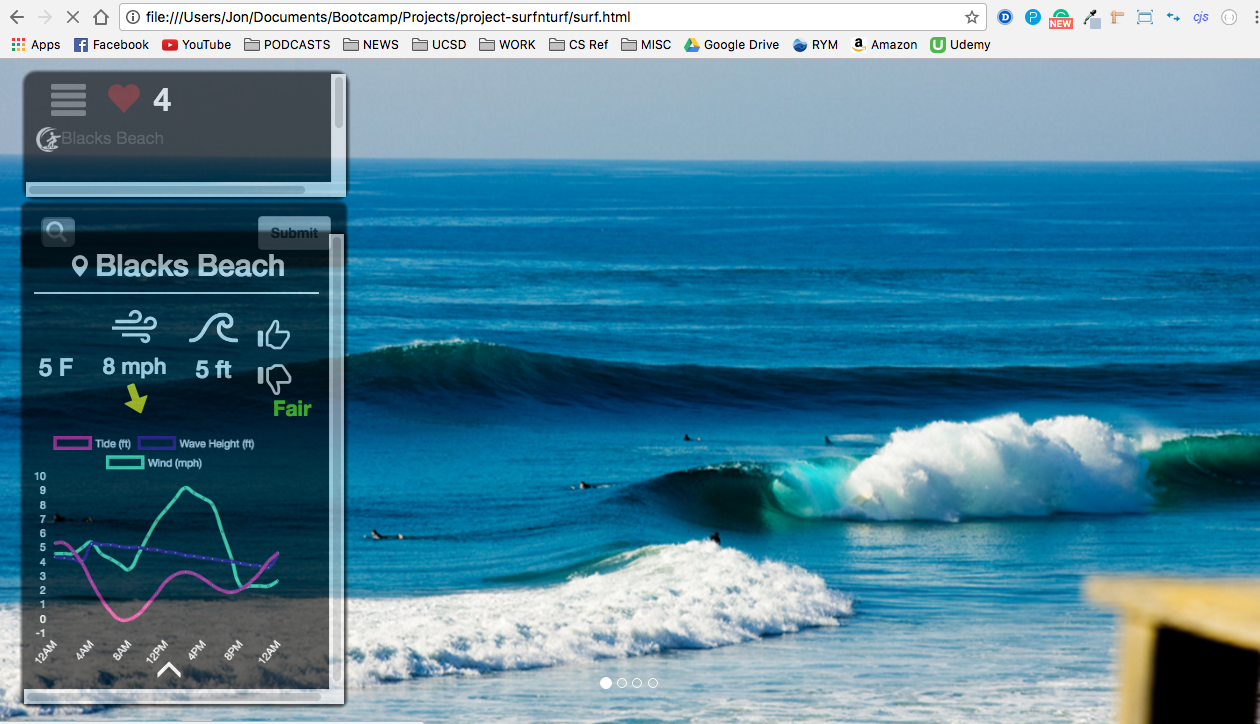 file:///Users/Jon/Documents/Bootcamp/Projects/project-surfnturf/surf.html
NEW
cjs
Apps Facebook YouTube PODCASTS NEWS UCSD WORK CS Ref MISC Google Drive RYM Amazon Udemy
4
Blacks Beach
Submit
Blacks Beach
5 F 8 mph 5 ft
Fair
Tide (ft) Wave Height (ft)
Wind (mph)
10
9
8
7
6
5
4
3
2
1
0
-1
12AM 4AM 8AM 12PM 4PM 8PM 12AM